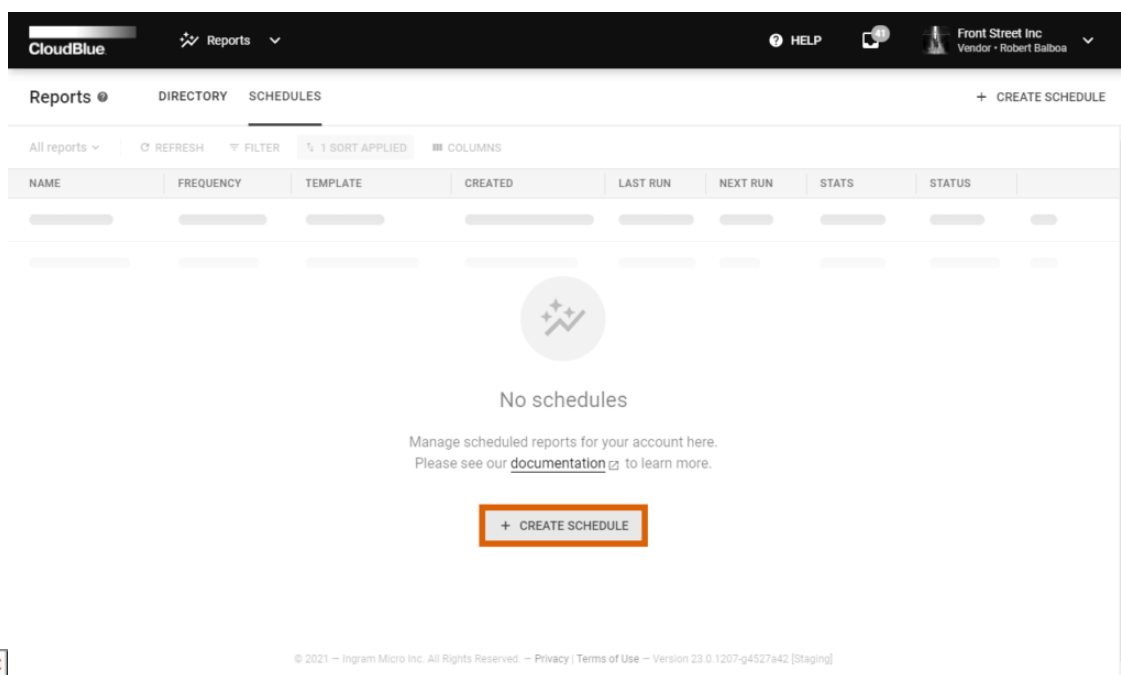 CloudBlue Reports HELP 41 Front Street Inc
Vendor • Robert Balboa
Reports DIRECTORY SCHEDULES + CREATE SCHEDULE
All reports REFRESH FILTER 1 SORT APPLIED COLUMNS
NAME FREQUENCY TEMPLATE CREATED LAST RUN NEXT RUN STATS STATUS
No schedules
Manage scheduled reports for your account here.
Please see our documentation to learn more.
+ CREATE SCHEDULE
© 2021 — Ingram Micro Inc. All Rights Reserved. — Privacy | Terms of Use — Version 23.0.1207-g4527a42 [Staging]